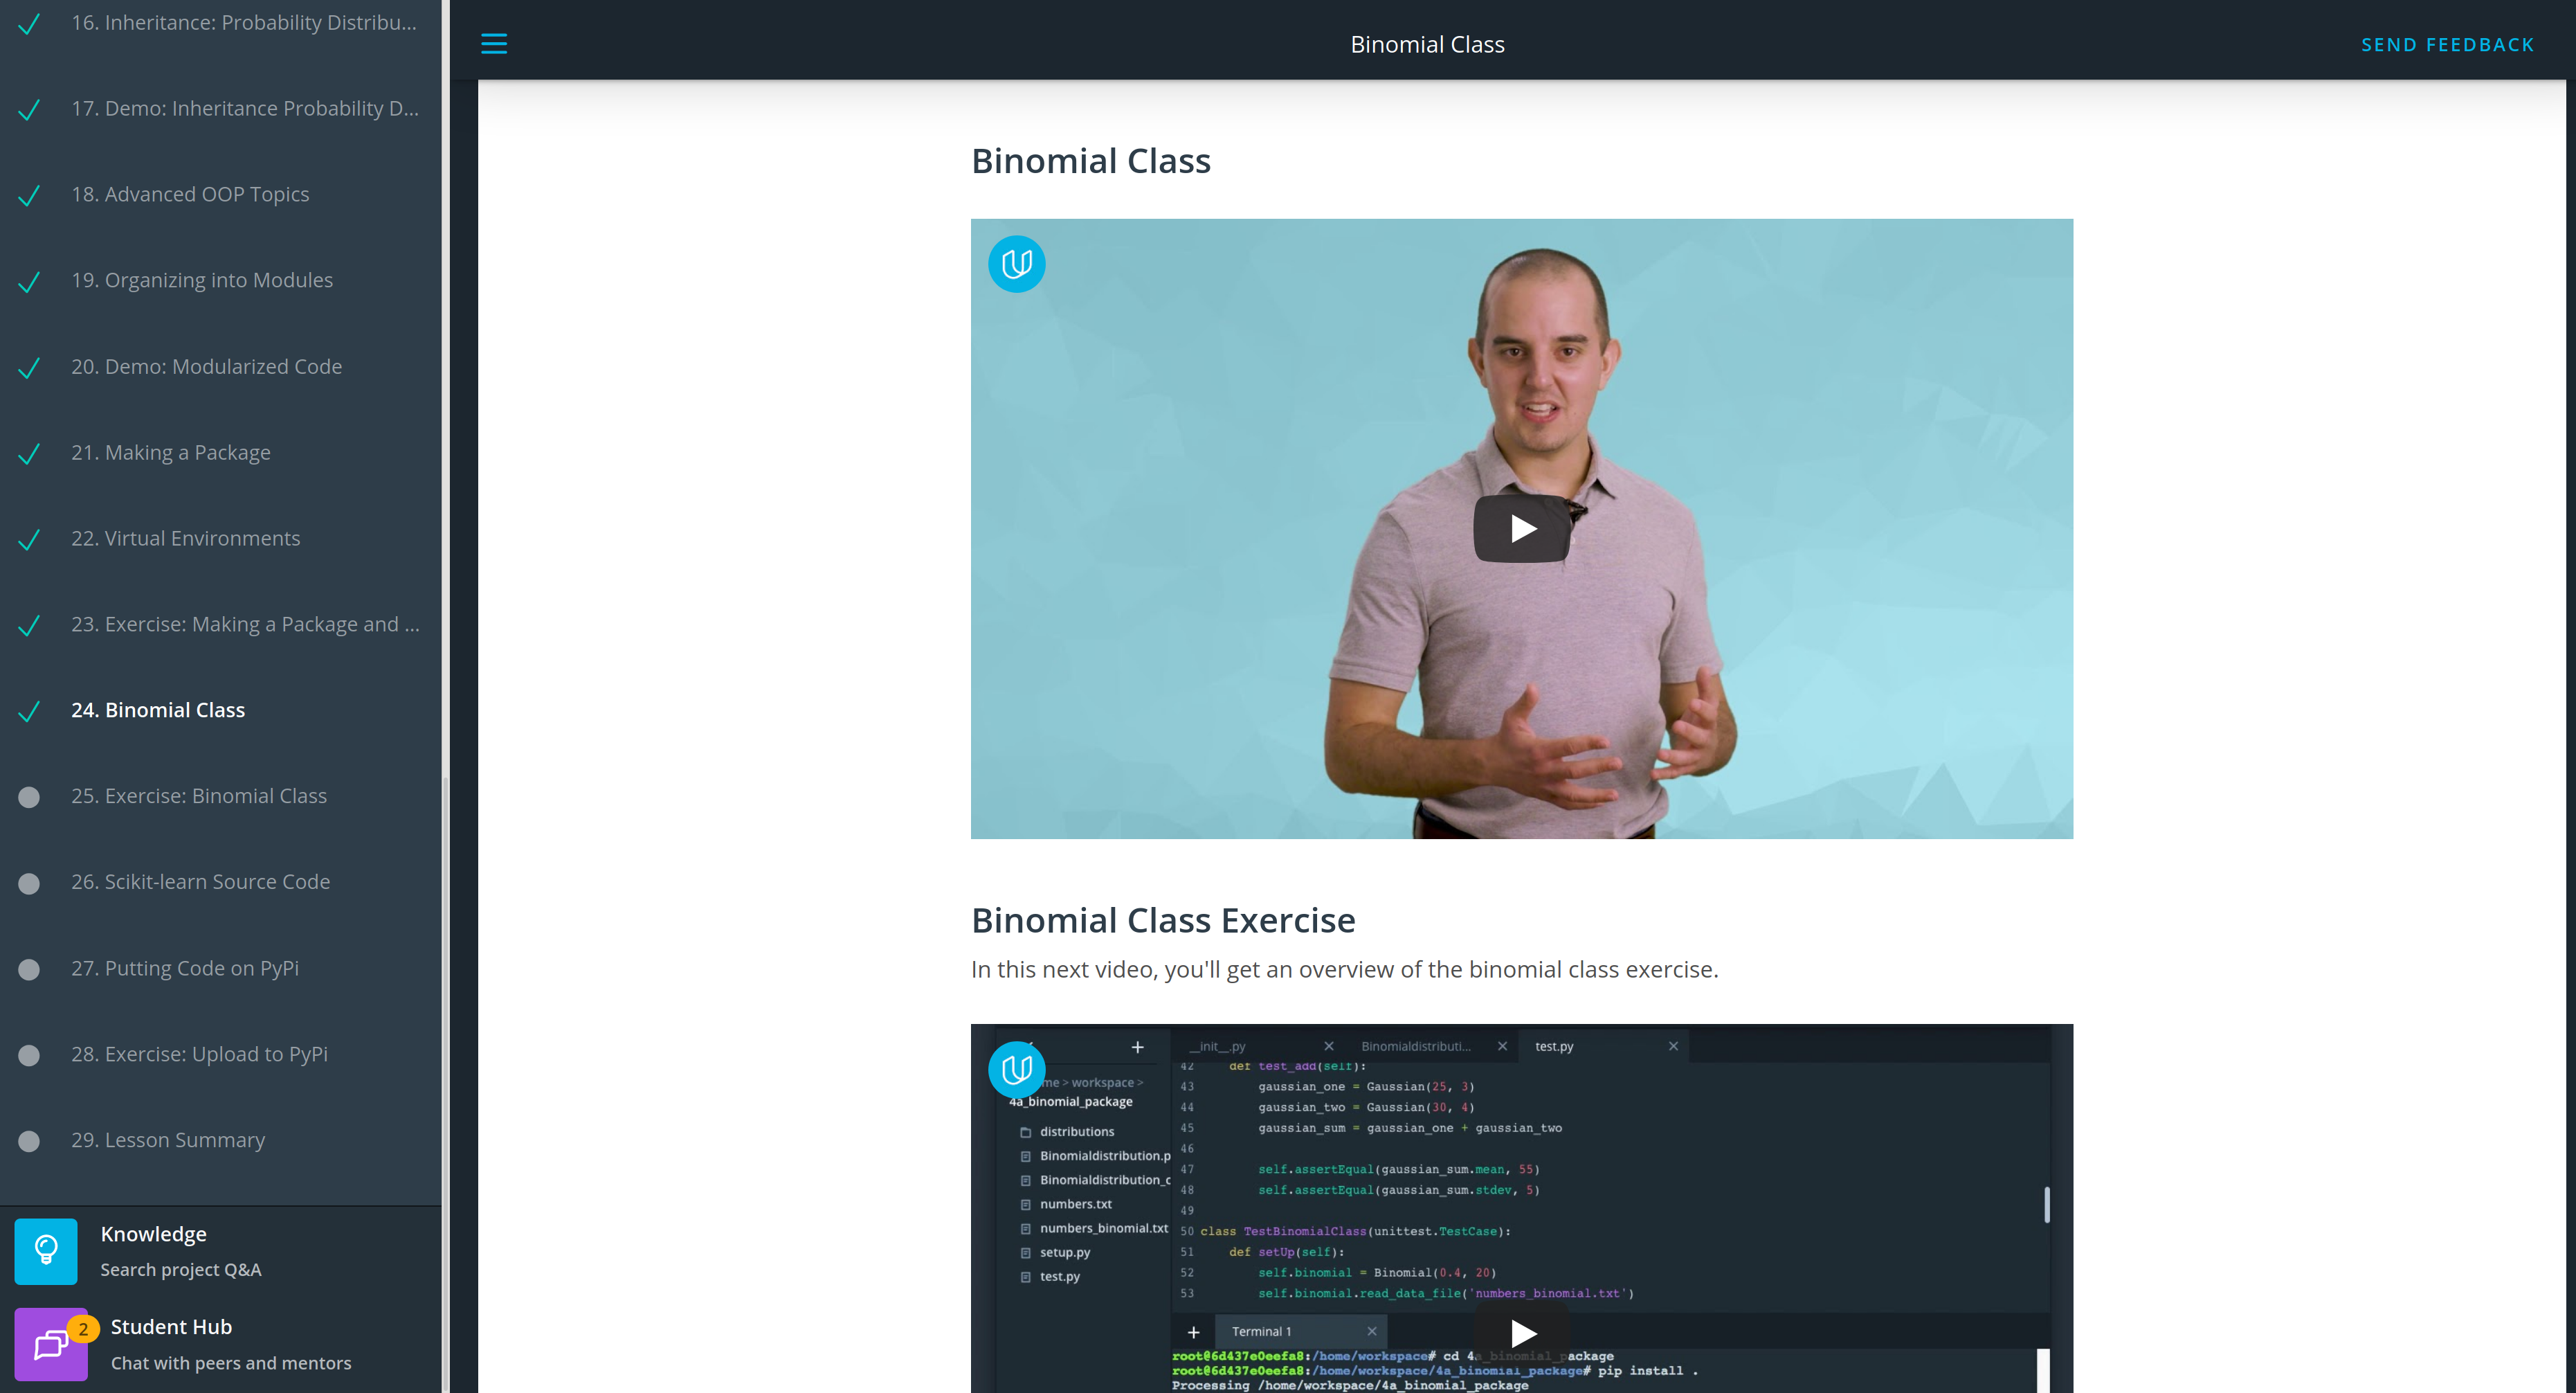 16. Inheritance: Probability Distribu...
17. Demo: Inheritance Probability D...
18. Advanced OOP Topics
19. Organizing into Modules
20. Demo: Modularized Code
21. Making a Package
22. Virtual Environments
23. Exercise: Making a Package and ...
24. Binomial Class
25. Exercise: Binomial Class
26. Scikit-learn Source Code
27. Putting Code on PyPi
28. Exercise: Upload to PyPi
29. Lesson Summary
Knowledge
Search project Q&A
2
Student Hub
Chat with peers and mentors
Binomial Class
SEND FEEDBACK
Binomial Class
Binomial Class Exercise
In this next video, you'll get an overview of the binomial class exercise.
me > workspace >
4a_binomial_package
distributions
Binomialdistribution.p
Binomialdistribution_c
numbers.txt
numbers_binomial.txt
setup.py
test.py
__init__.py
Binomialdistributi...
test.py
42 def test_add(self):
43 gaussian_one = Gaussian(25, 3)
44 gaussian_two = Gaussian(30, 4)
45 gaussian_sum = gaussian_one + gaussian_two
46
47 self.assertEqual(gaussian_sum.mean, 55)
48 self.assertEqual(gaussian_sum.stdev, 5)
49
50 class TestBinomialClass(unittest.TestCase):
51 def setUp(self):
52 self.binomial = Binomial(0.4, 20)
53 self.binomial.read_data_file('numbers_binomial.txt')
Terminal 1
root@6d437e0eefa8:/home/workspace# cd 4a_binomial_package
root@6d437e0eefa8:/home/workspace/4a_binomial_package# pip install .
Processing /home/workspace/4a_binomial_package